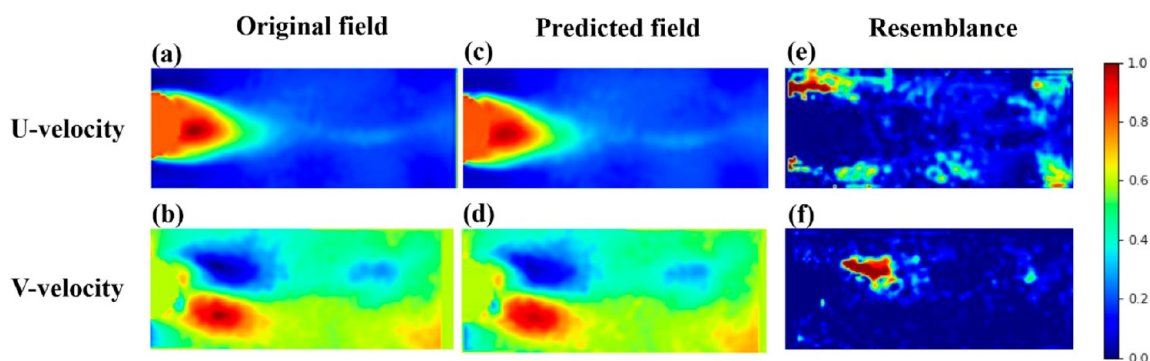 Original field Predicted field Resemblance
(a) (c) (e)
U-velocity
(b) (d) (f)
V-velocity
1.0
0.8
0.6
0.4
0.2
0.0